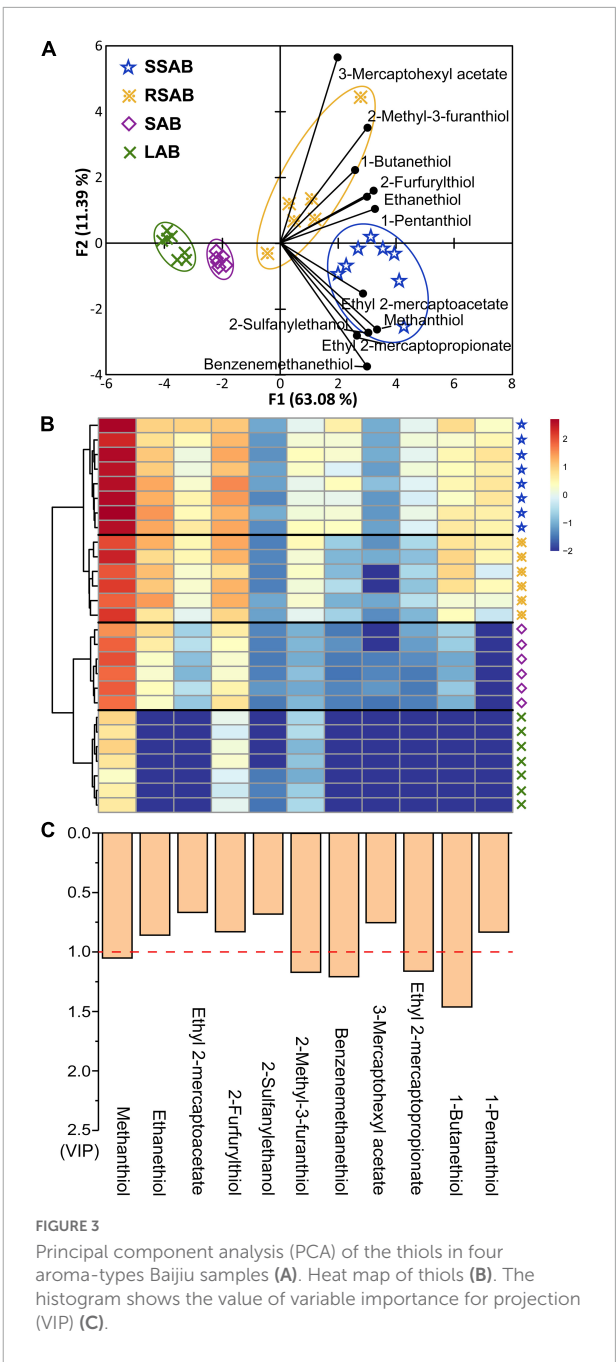 A
SSAB
RSAB
SAB
LAB
F2 (11.39 %)
6
4
2
0
-2
-4
3-Mercaptohexyl acetate
2-Methyl-3-furanthiol
1-Butanethiol
2-Furfurylthiol
Ethanethiol
1-Pentanthiol
Ethyl 2-mercaptoacetate
2-Sulfanylethanol
Methanthiol
Ethyl 2-mercaptopropionate
Benzenemethanethiol
-6 -4 -2 0 2 4 6 8
F1 (63.08 %)
B
2
1
0
−1
−2
C
0.0
0.5
1.0
1.5
2.0
2.5
(VIP)
Methanthiol
Ethanethiol
Ethyl 2-mercaptoacetate
2-Furfurylthiol
2-Sulfanylethanol
2-Methyl-3-furanthiol
Benzenemethanethiol
3-Mercaptohexyl acetate
Ethyl 2-mercaptopropionate
1-Butanethiol
1-Pentanthiol
FIGURE 3
Principal component analysis (PCA) of the thiols in four
aroma-types Baijiu samples (A). Heat map of thiols (B). The
histogram shows the value of variable importance for projection
(VIP) (C).